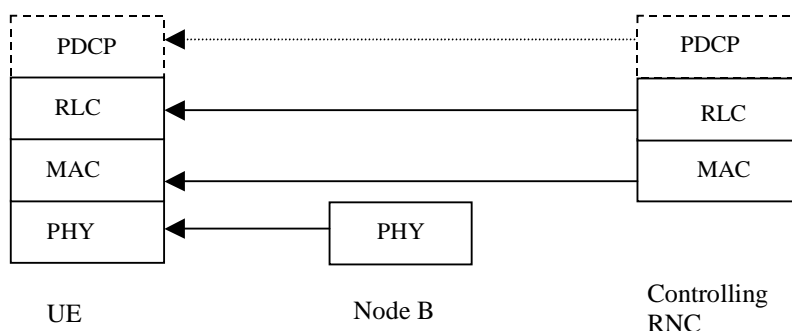 PDCP
PDCP
RLC
RLC
MAC
MAC
PHY
PHY
UE
Node B
Controlling
RNC